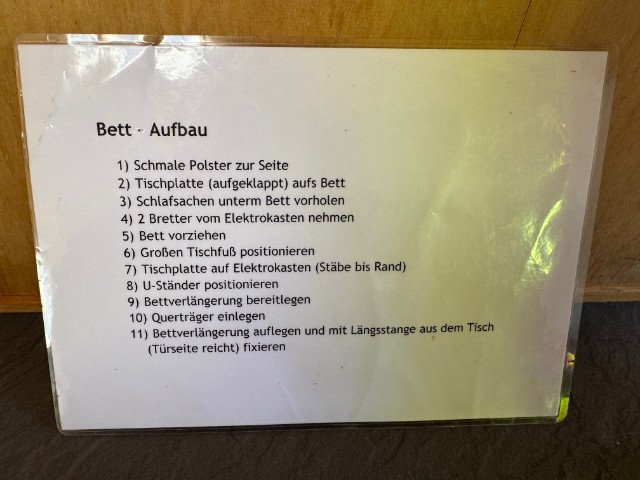 Bett - Aufbau
1) Schmale Polster zur Seite
2) Tischplatte (aufgeklappt) aufs Bett
3) Schlafsachen unterm Bett vorholen
4) 2 Bretter vom Elektrokasten nehmen
5) Bett vorziehen
6) Großen Tischfuß positionieren
7) Tischplatte auf Elektrokasten (Stäbe bis Rand)
8) U-Ständer positionieren
9) Bettverlängerung bereitlegen
10) Querträger einlegen
11) Bettverlängerung auflegen und mit Längsstange aus dem Tisch
(Türseite reicht) fixieren